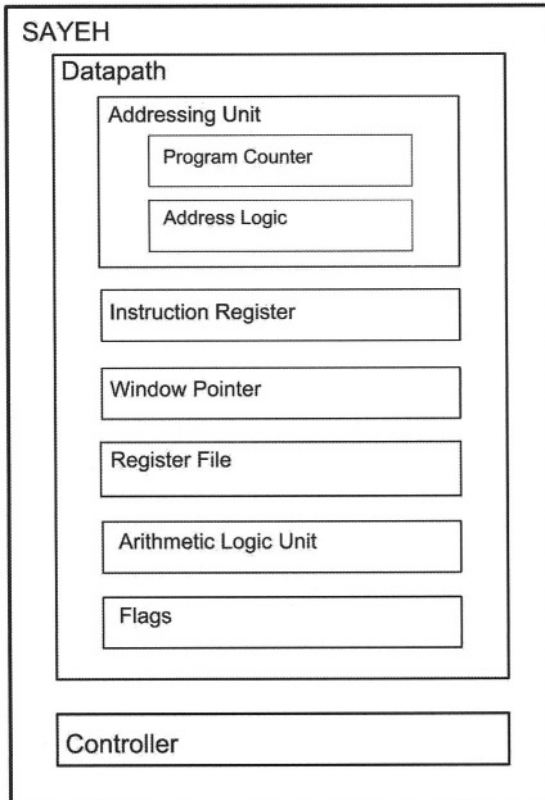 SAYEH
Datapath
Addressing Unit
Program Counter
Address Logic
Instruction Register
Window Pointer
Register File
Arithmetic Logic Unit
Flags
Controller